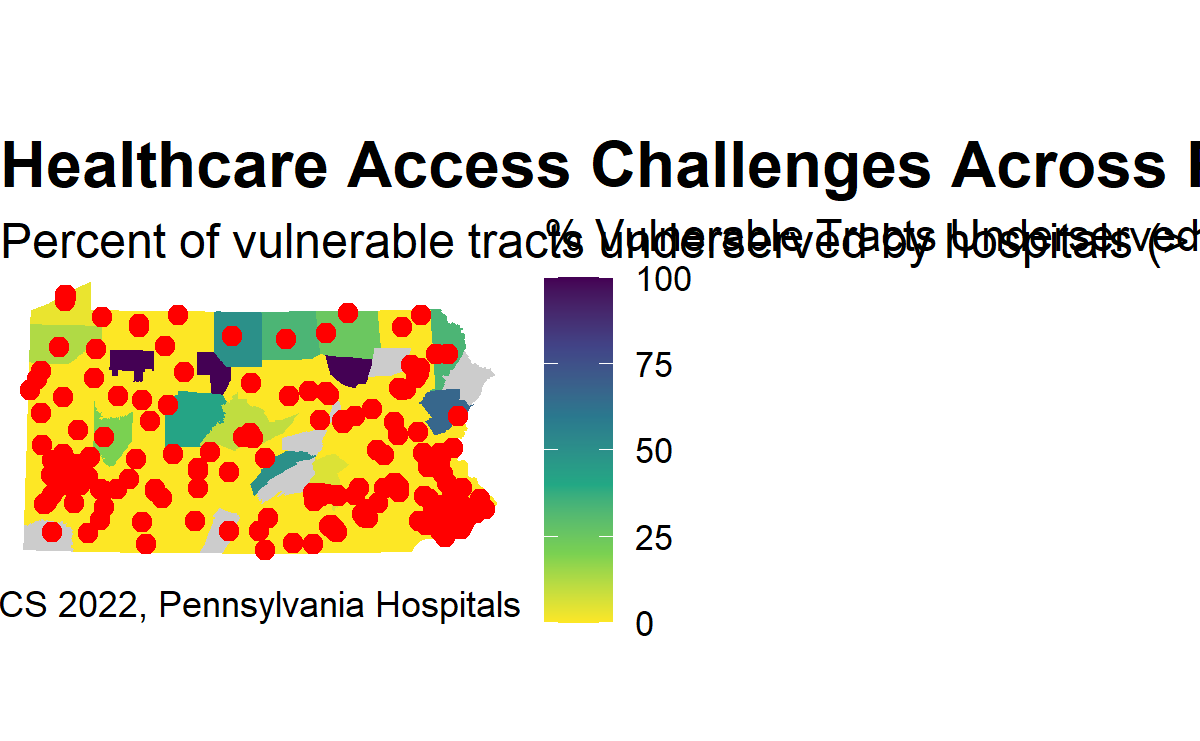 Healthcare Access Challenges Across
Percent of vulnerable tracts underserved by hospitals (>
% Vulnerable Tracts Underserved
100
75
50
25
0
CS 2022, Pennsylvania Hospitals